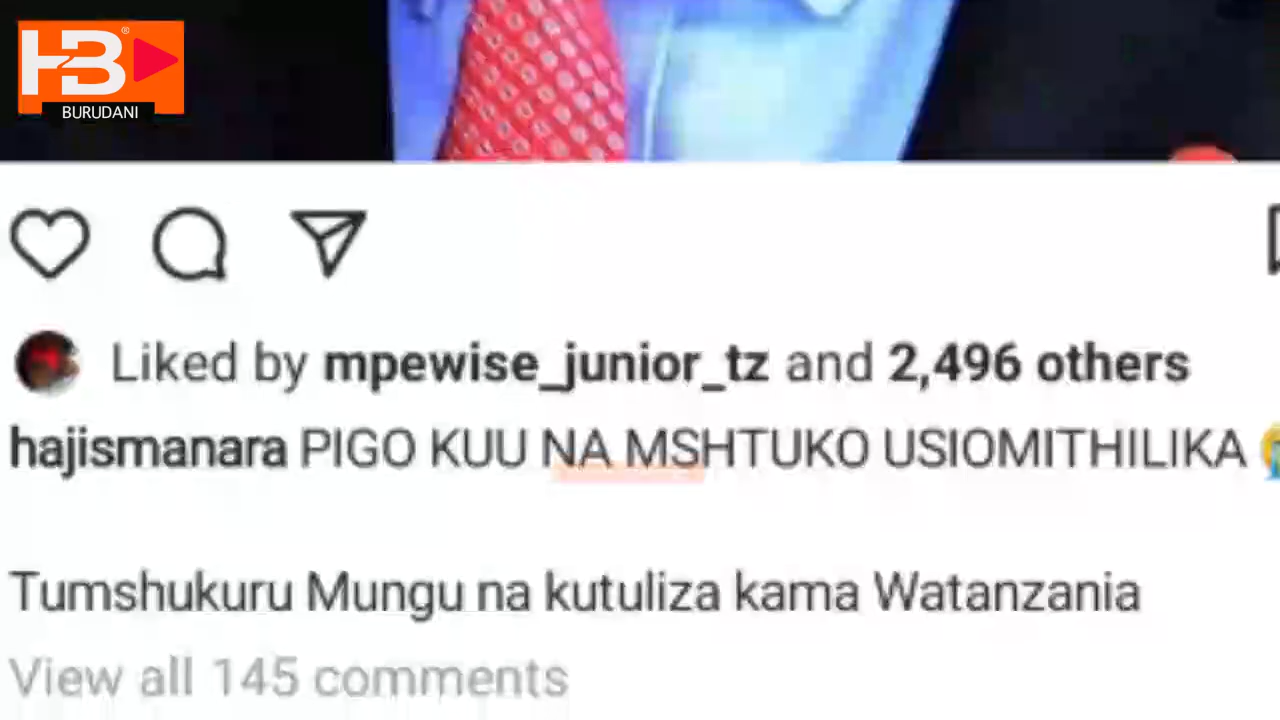 HB®
BURUDANI
Liked by mpewise_junior_tz and 2,496 others
hajismanara PIGO KUU NA MSHTUKO USIOMITHILIKA
Tumshukuru Mungu na kutuliza kama Watanzania
View all 145 comments